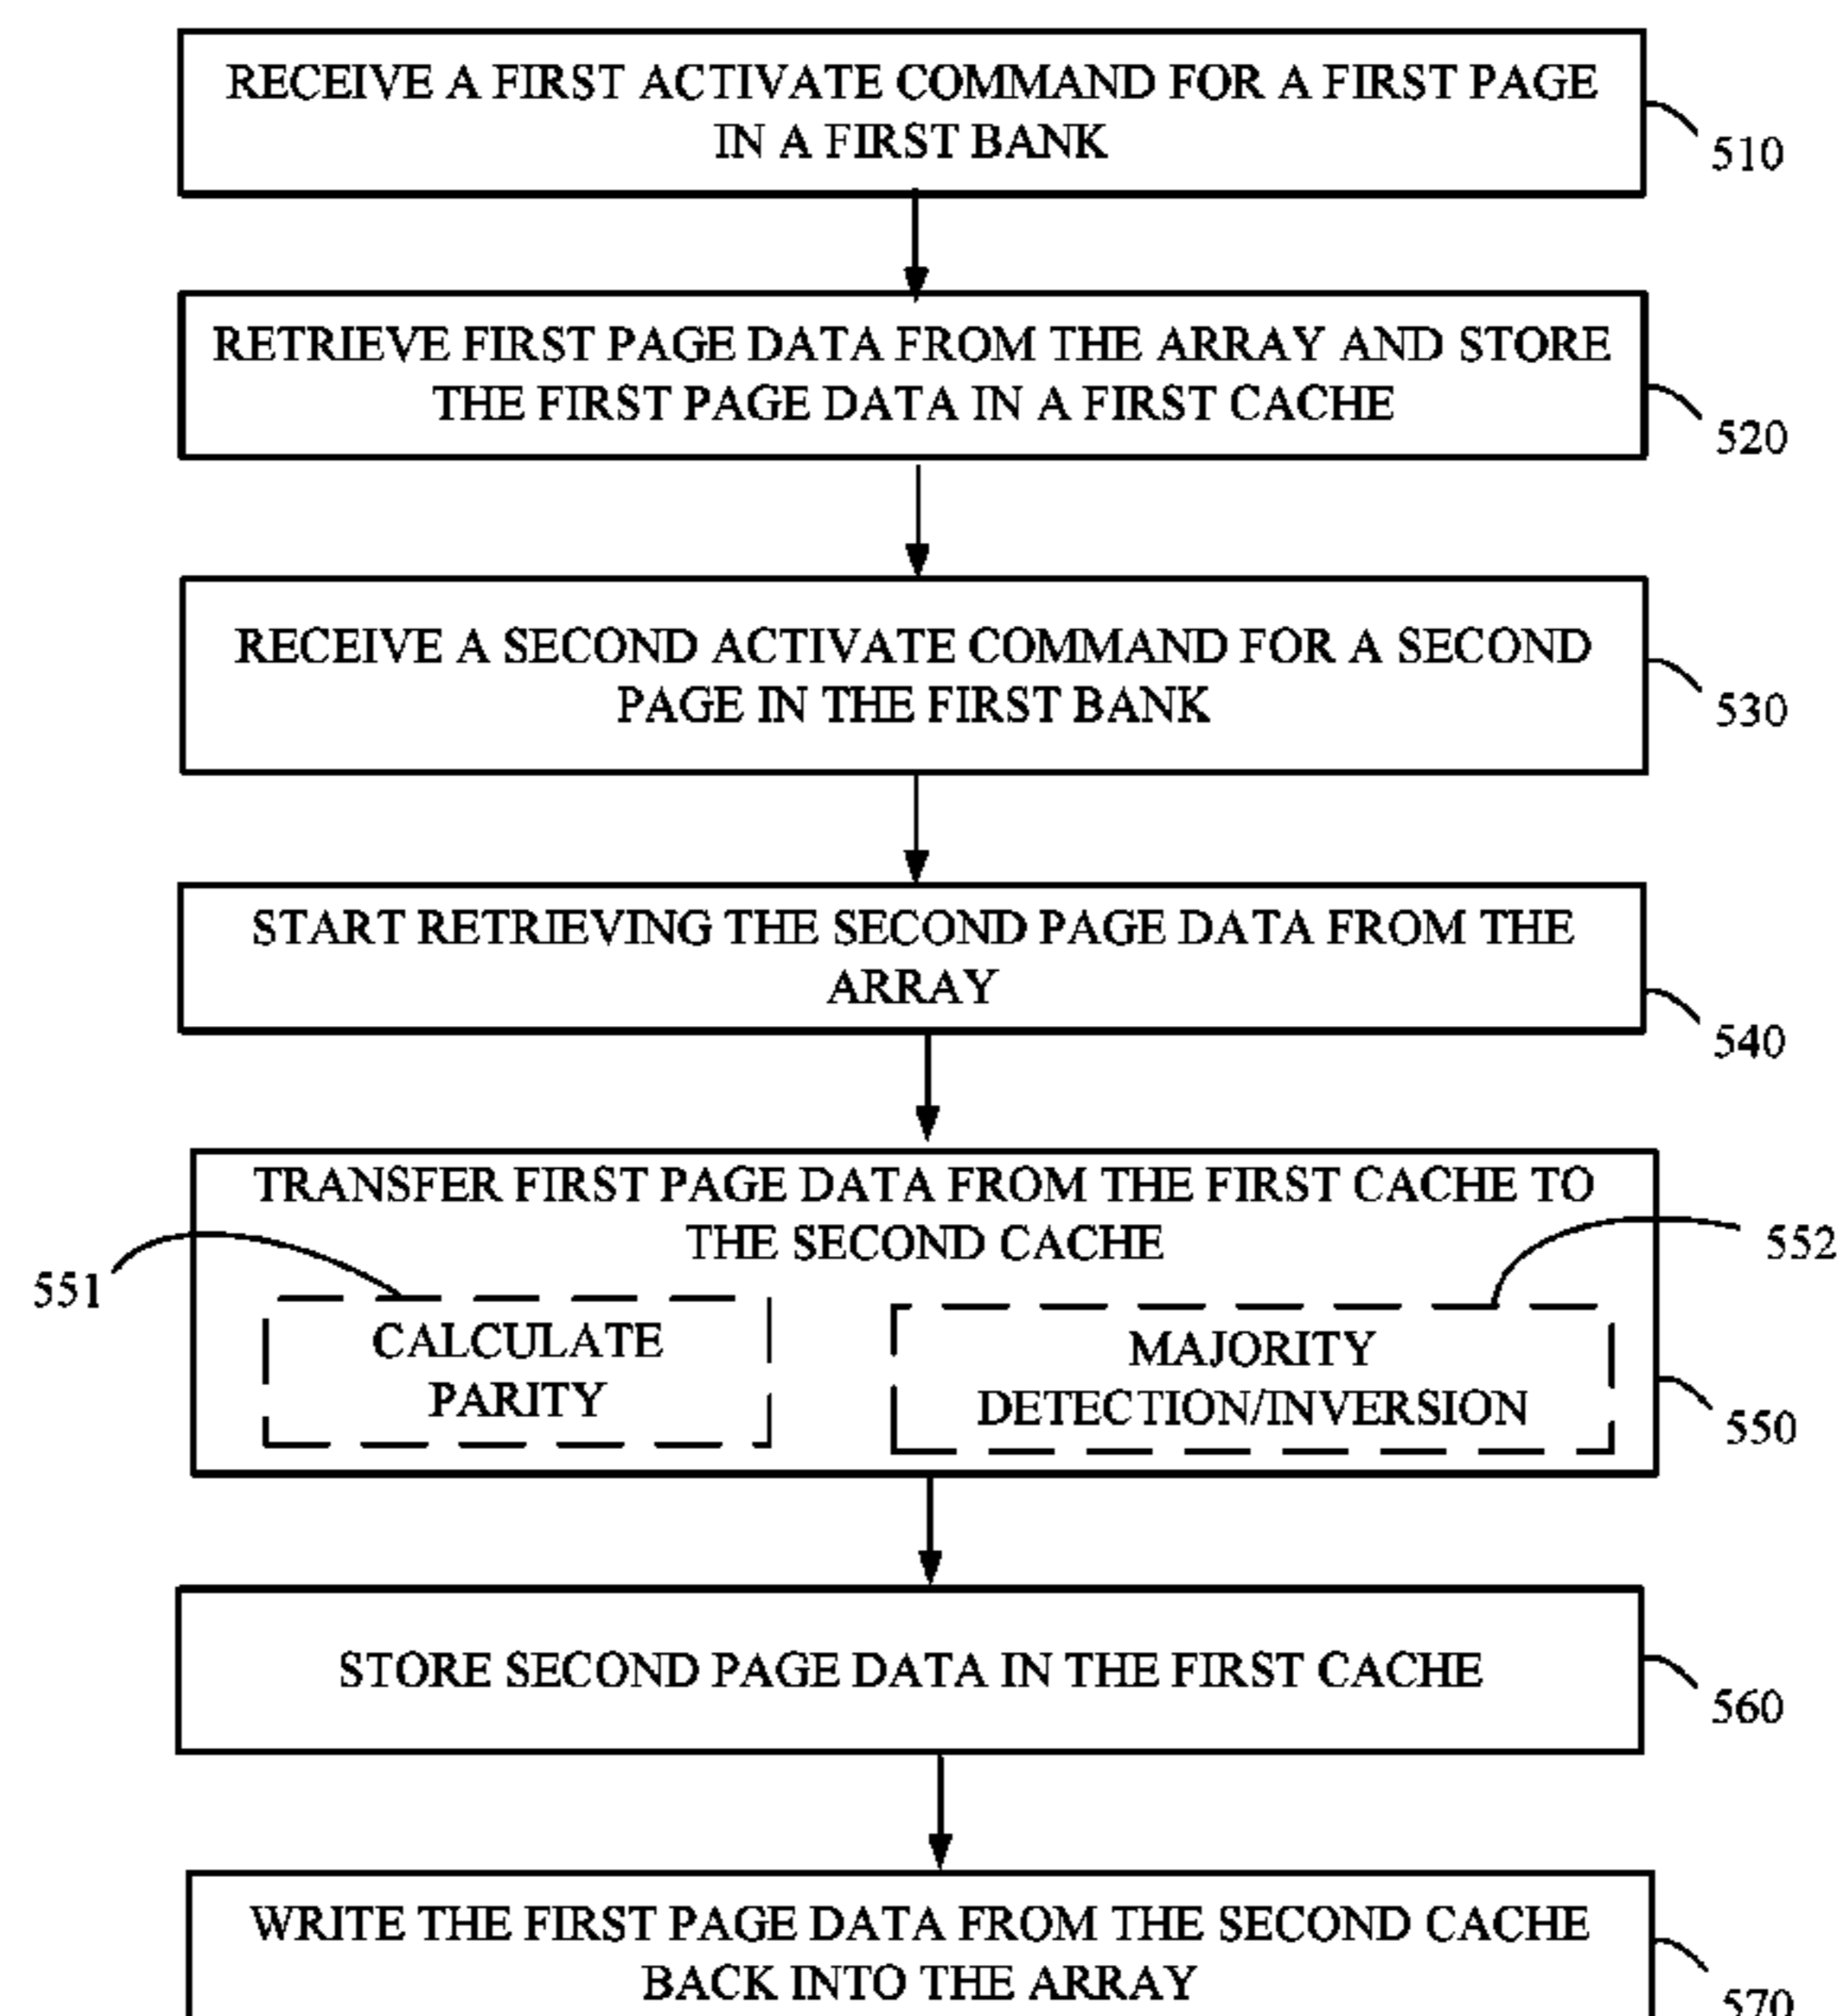 RECEIVE A FIRST ACTIVATE COMMAND FOR A FIRST PAGE
IN A FIRST BANK
510
RETRIEVE FIRST PAGE DATA FROM THE ARRAY AND STORE
THE FIRST PAGE DATA IN A FIRST CACHE
520
RECEIVE A SECOND ACTIVATE COMMAND FOR A SECOND
PAGE IN THE FIRST BANK
530
START RETRIEVING THE SECOND PAGE DATA FROM THE
ARRAY
540
TRANSFER FIRST PAGE DATA FROM THE FIRST CACHE TO
THE SECOND CACHE
552
551
CALCULATE
PARITY
MAJORITY
DETECTION/INVERSION
550
STORE SECOND PAGE DATA IN THE FIRST CACHE
560
WRITE THE FIRST PAGE DATA FROM THE SECOND CACHE
BACK INTO THE ARRAY
570